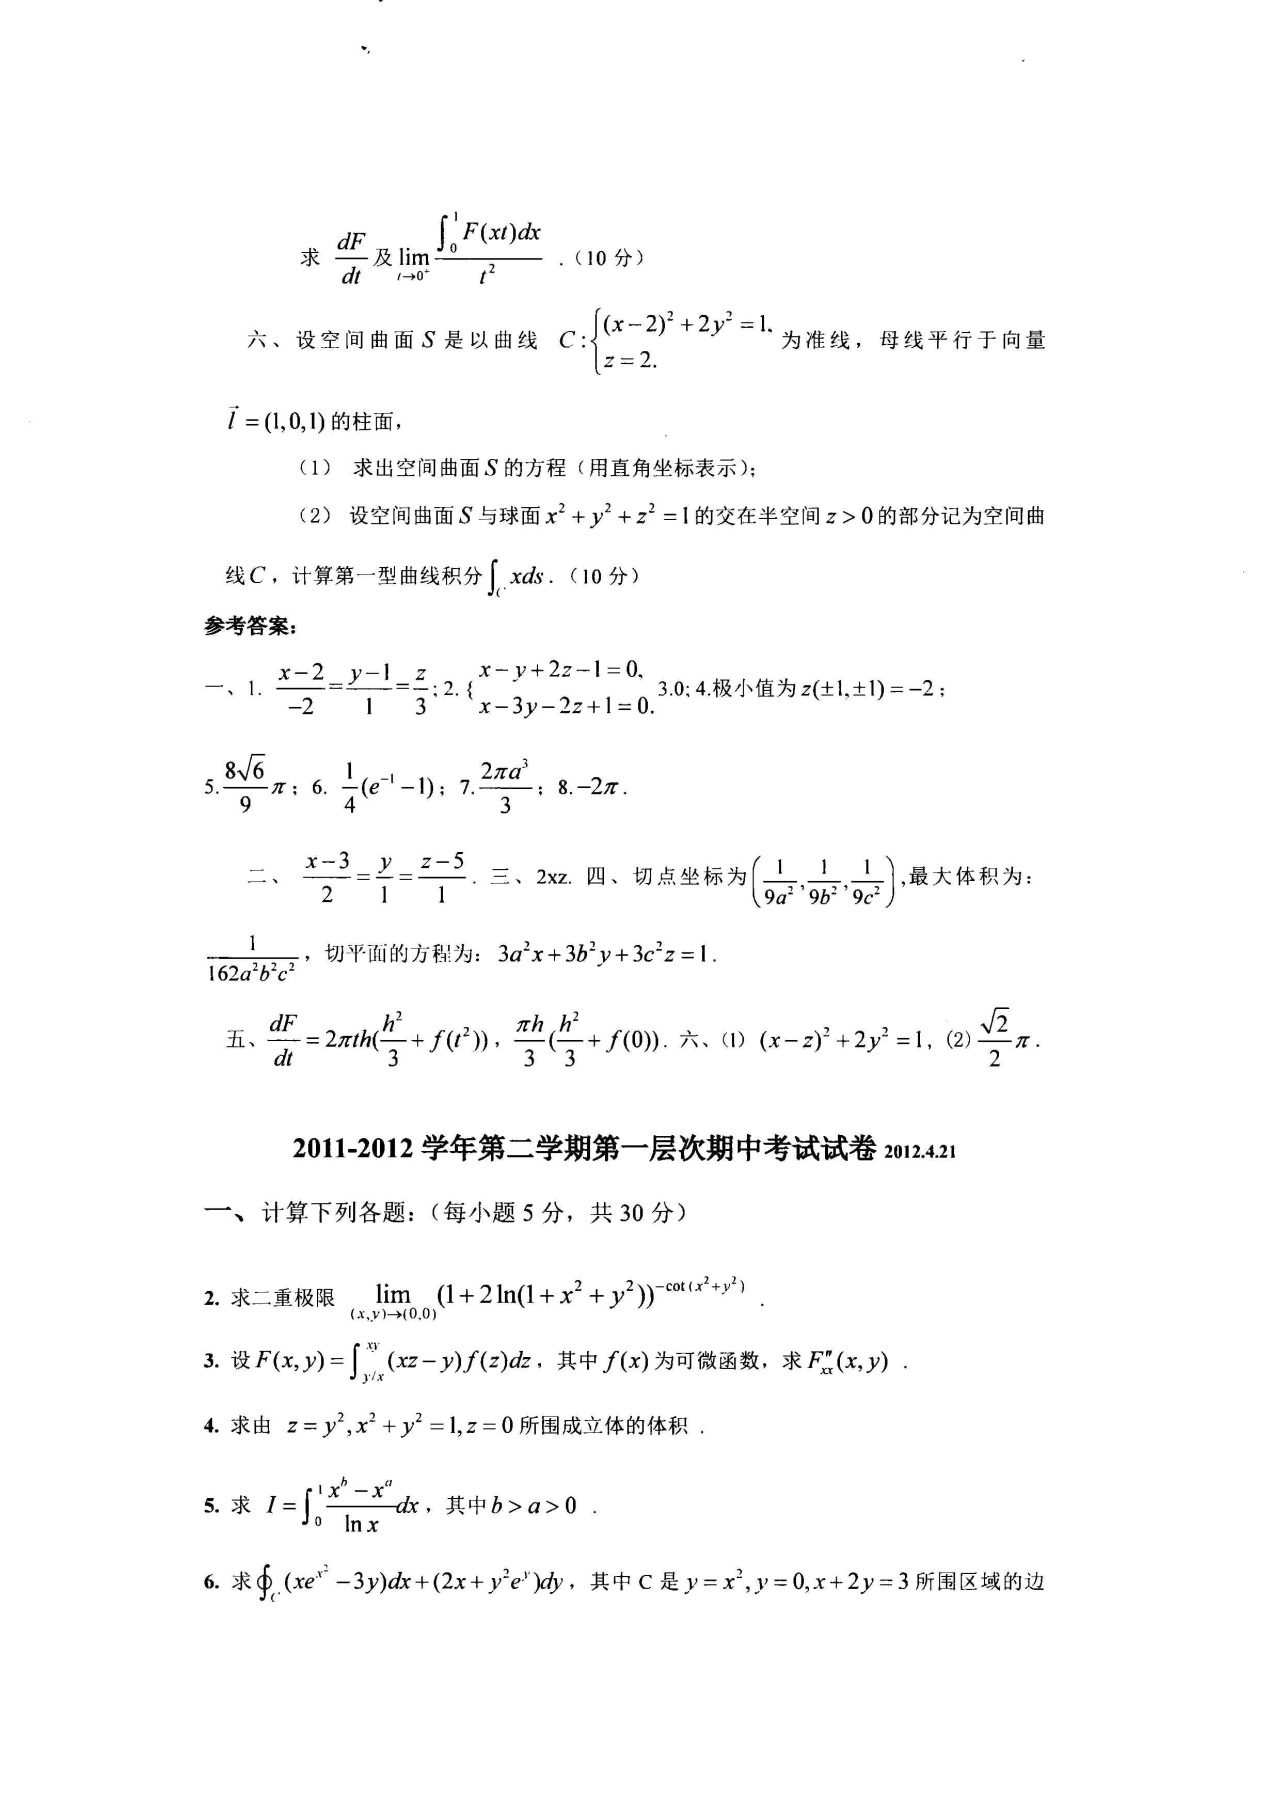 求 $\frac{dF}{dt}$ 及 $\lim_{t \to 0^+} \frac{\int_0^1 F(xt)dx}{t^2}$ .（10 分）
六、设空间曲面 S 是以曲线 $C: \begin{cases} (x-2)^2+2y^2=1, \\ z=2. \end{cases}$ 为准线，母线平行于向量
$\vec{l}=(1,0,1)$ 的柱面，
（1） 求出空间曲面 S 的方程（用直角坐标表示）；
（2） 设空间曲面 S 与球面 $x^2+y^2+z^2=1$ 的交在半空间 $z>0$ 的部分记为空间曲
线 C，计算第一型曲线积分 $\int_C xds$ .（10 分）
参考答案：
一、1. $\frac{x-2}{-2}=\frac{y-1}{1}=\frac{z}{3}$; 2. $\{\begin{matrix} x-y+2z-1=0, \\ x-3y-2z+1=0. \end{matrix}$ 3.0; 4.极小值为 $z(\pm1,\pm1)=-2$；
5. $\frac{8\sqrt{6}}{9}\pi$；6. $\frac{1}{4}(e^{-1}-1)$；7. $\frac{2\pi a^3}{3}$；8. $-2\pi$.
二、$\frac{x-3}{2}=\frac{y}{1}=\frac{z-5}{1}$. 三、2xz. 四、切点坐标为 $\left(\frac{1}{9a^2},\frac{1}{9b^2},\frac{1}{9c^2}\right)$,最大体积为：
$\frac{1}{162a^2b^2c^2}$，切平面的方程为：$3a^2x+3b^2y+3c^2z=1$.
五、$\frac{dF}{dt}=2\pi th(\frac{h^2}{3}+f(t^2))$，$\frac{\pi h}{3}(\frac{h^2}{3}+f(0))$. 六、(1) $(x-z)^2+2y^2=1$, (2) $\frac{\sqrt{2}}{2}\pi$.
2011-2012 学年第二学期第一层次期中考试试卷 2012.4.21
一、计算下列各题：（每小题 5 分，共 30 分）
2. 求二重极限 $\lim_{(x,y)\to(0,0)}(1+2\ln(1+x^2+y^2))^{-\cot(x^2+y^2)}$ .
3. 设 $F(x,y)=\int_{y/x}^{xy}(xz-y)f(z)dz$，其中 $f(x)$ 为可微函数，求 $F''_{xx}(x,y)$ .
4. 求由 $z=y^2,x^2+y^2=1,z=0$ 所围成立体的体积 .
5. 求 $I=\int_0^1\frac{x^b-x^a}{\ln x}dx$，其中 $b>a>0$ .
6. 求 $\oint_C(xe^{x^2}-3y)dx+(2x+y^2e^y)dy$，其中 C 是 $y=x^2,y=0,x+2y=3$ 所围区域的边